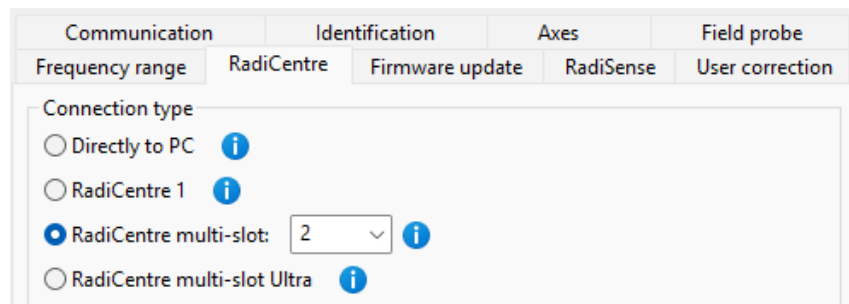 Communication Identification Axes Field probe
Frequency range RadiCentre Firmware update RadiSense User correction
Connection type
Directly to PC i
RadiCentre 1 i
RadiCentre multi-slot: 2 i
RadiCentre multi-slot Ultra i